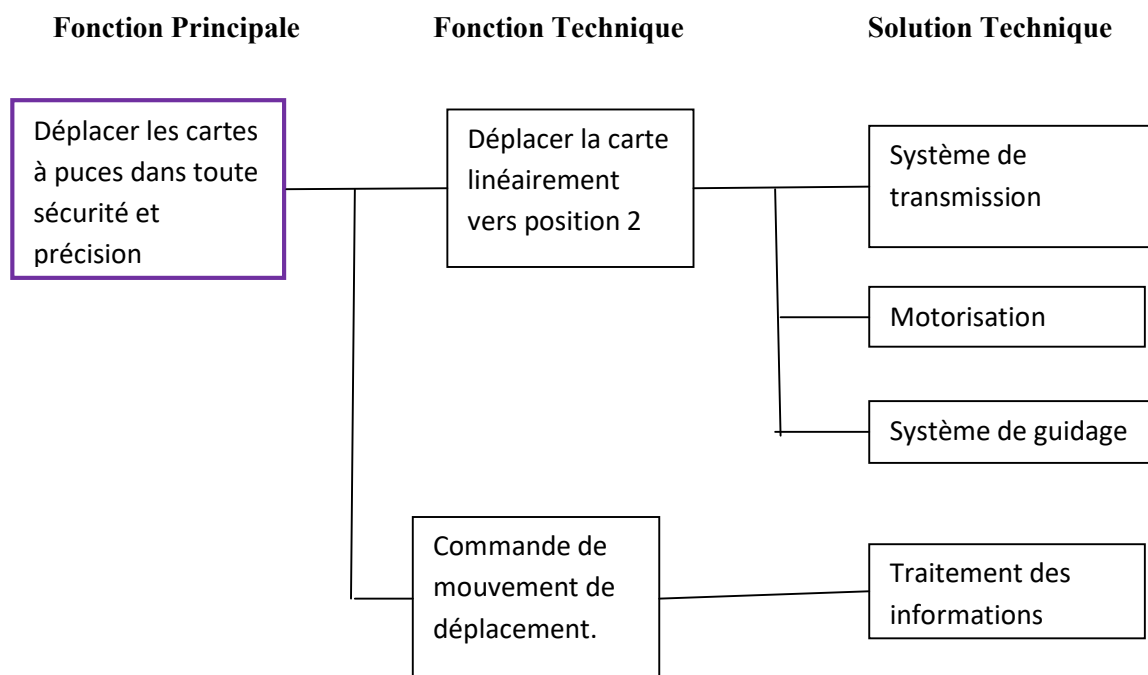 Fonction Principale
Fonction Technique
Solution Technique
Déplacer les cartes
à puces dans toute
sécurité et
précision
Déplacer la carte
linéairement
vers position 2
Système de
transmission
Motorisation
Système de guidage
Commande de
mouvement de
déplacement.
Traitement des
informations